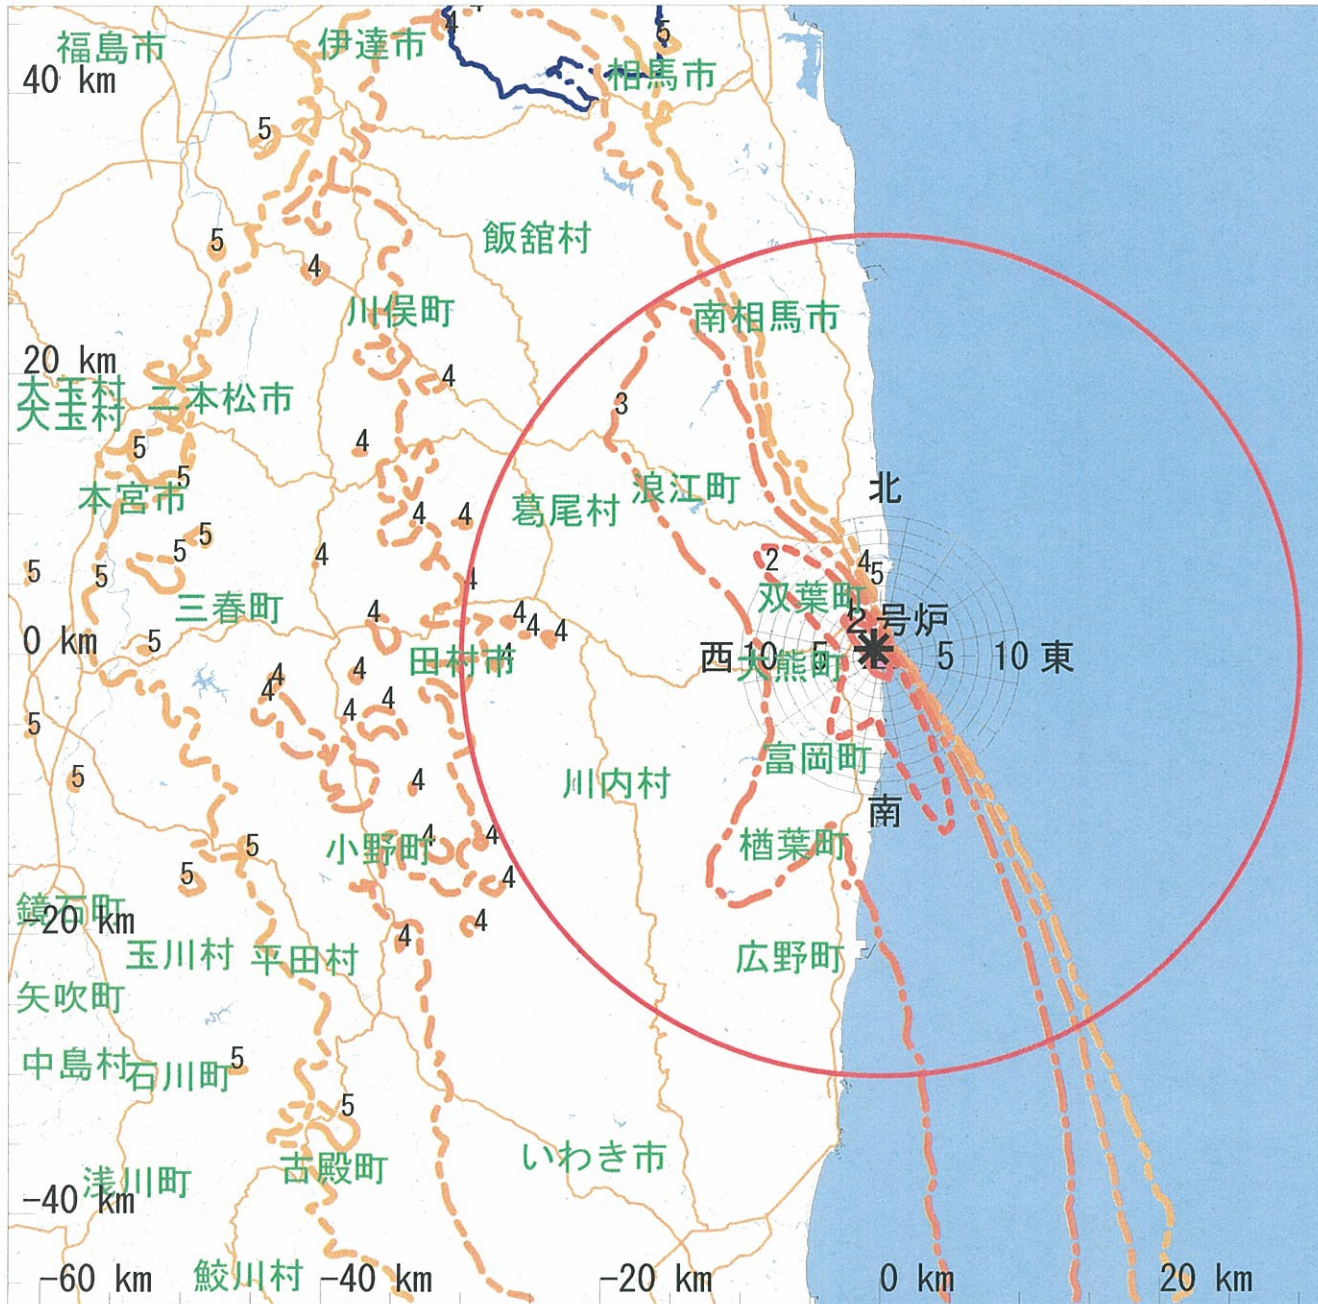 4
福島市
伊達市
5
相馬市
40 km
5
飯舘村
5
4
川俣町
南相馬市
20 km
4
大玉村
二本松市
大玉村
3
4
5
5
浪江町
北
本宮市
葛尾村
4
4
5
5
4
2
4
5
5
5
4
双葉町
三春町
4
4
4
4
2号炉
0 km
5
田村市
4
西
10
5
大熊町
5
10
東
4
4
4
4
4
5
富岡町
5
川内村
4
南
5
小野町
4
4
楢葉町
5
4
鏡石町
-20 km
4
4
玉川村
平田村
広野町
矢吹町
中島村
石川町
5
5
古殿町
いわき市
浅川町
-40 km
鮫川村
-60 km
-40 km
-20 km
0 km
20 km